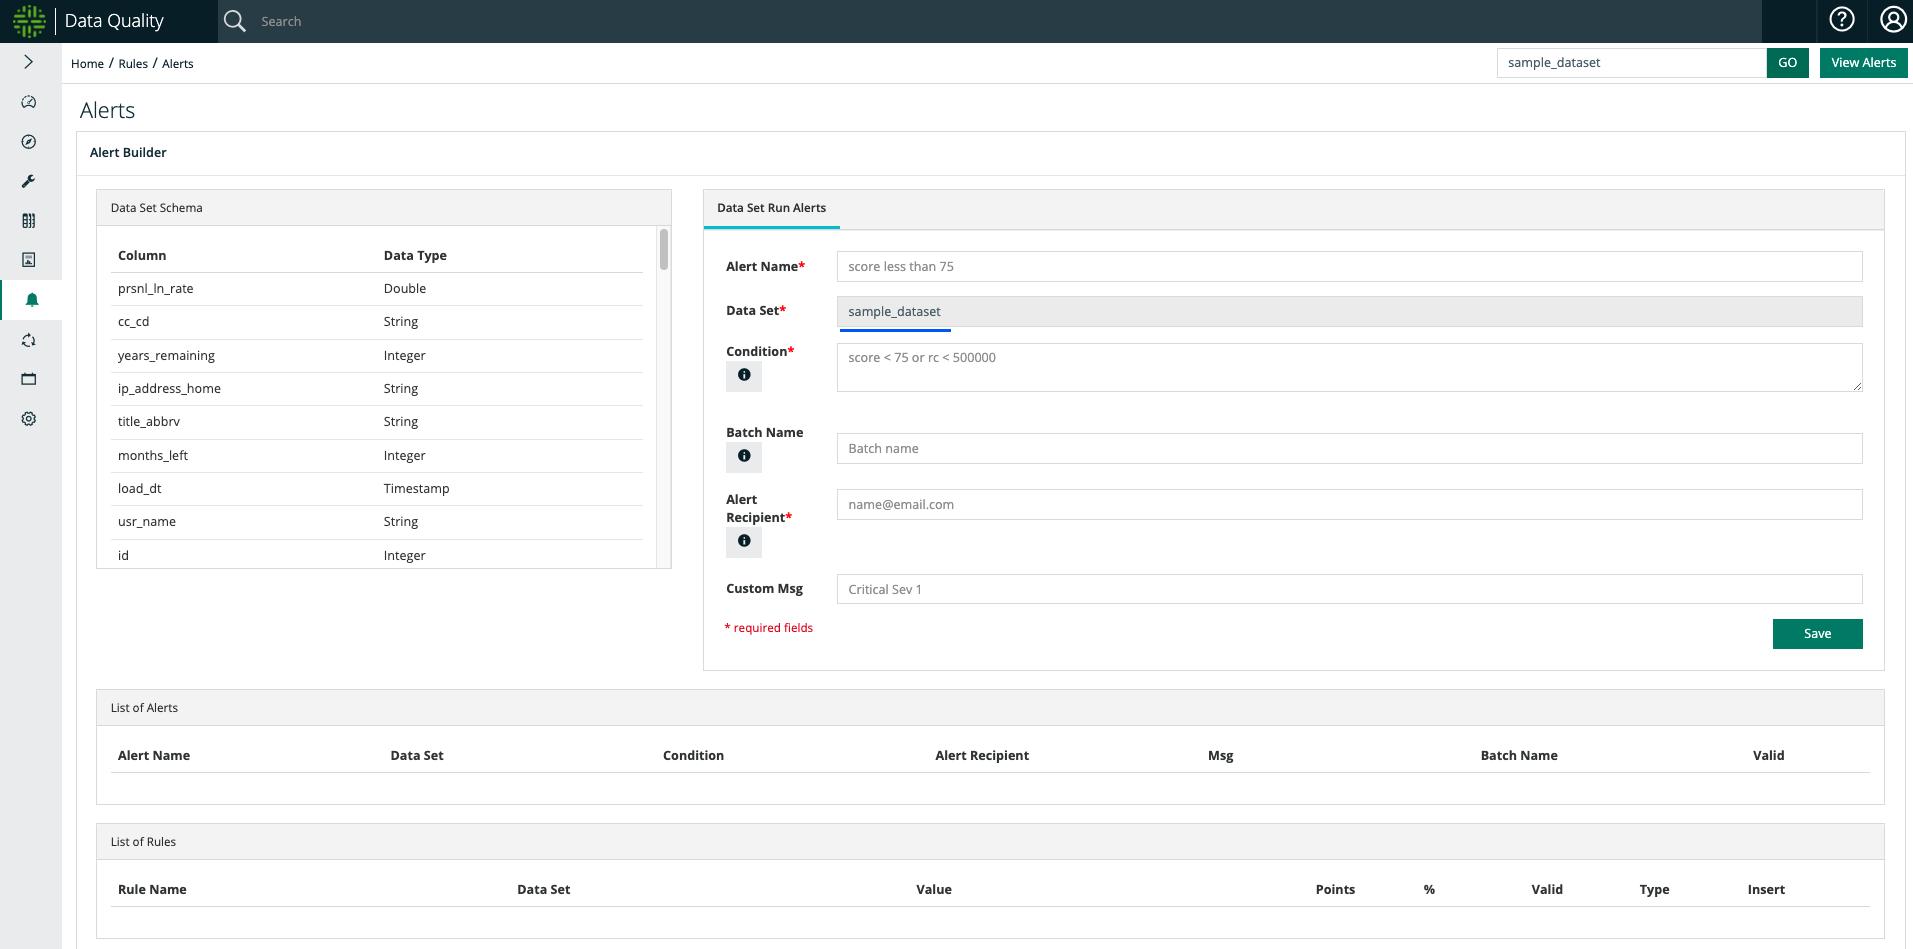 Data Quality
Search
Home / Rules / Alerts
sample_dataset
GO
View Alerts
Alerts
Alert Builder
Data Set Schema
Column Data Type
prsnl_ln_rate Double
cc_cd String
years_remaining Integer
ip_address_home String
title_abbrv String
months_left Integer
load_dt Timestamp
usr_name String
id Integer
Data Set Run Alerts
Alert Name* score less than 75
Data Set* sample_dataset
Condition* score < 75 or rc < 500000
Batch Name
Batch name
Alert
Recipient*
name@email.com
Custom Msg Critical Sev 1
* required fields
Save
List of Alerts
Alert Name Data Set Condition Alert Recipient Msg Batch Name Valid
List of Rules
Rule Name Data Set Value Points % Valid Type Insert